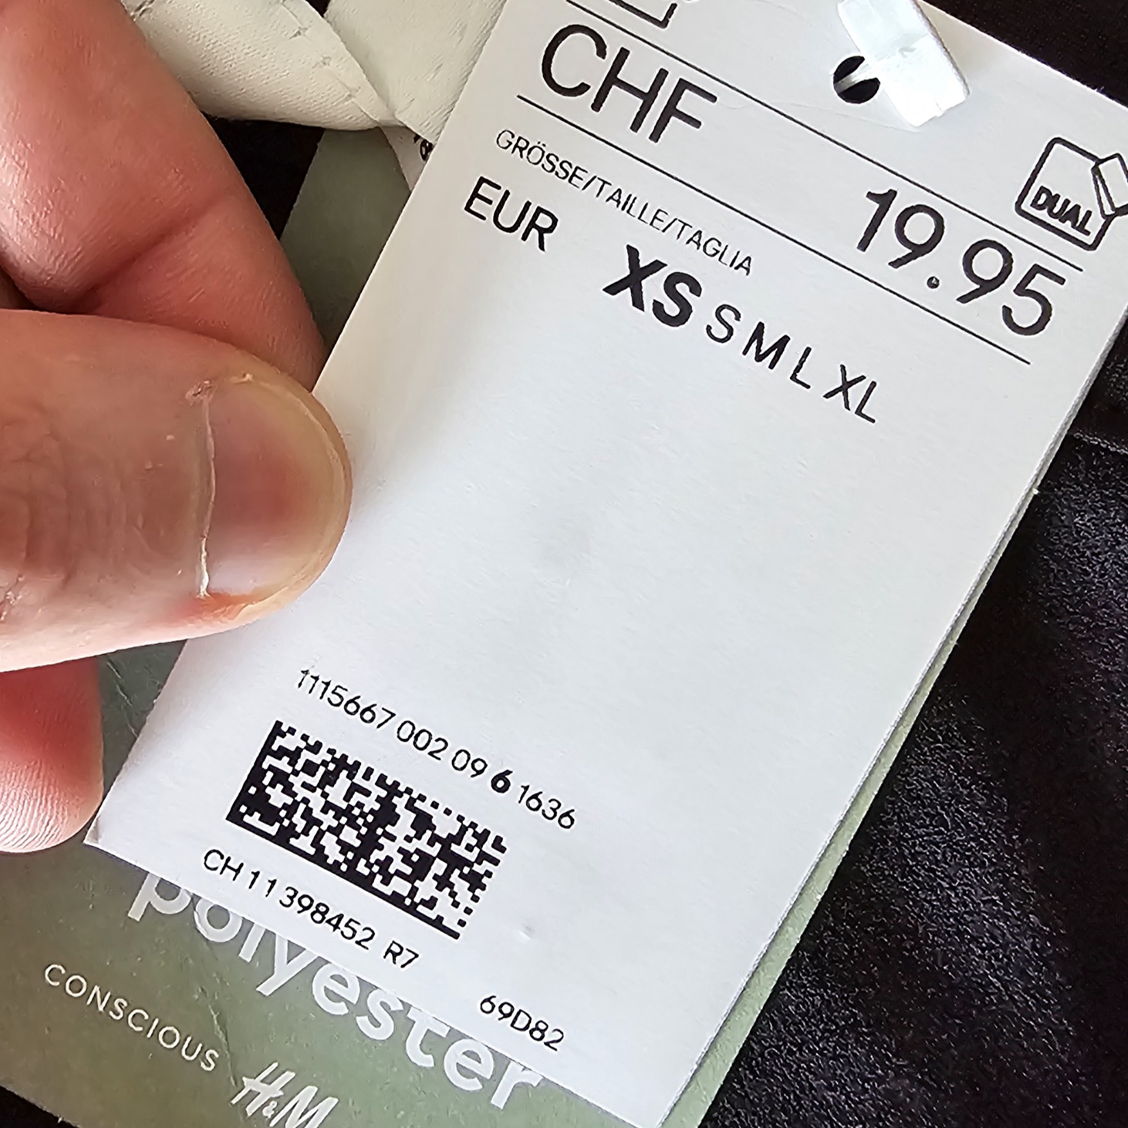 CHF 19.95
DUAL
GRÖSSE/TAILLE/TAGLIA
EUR XS S M L XL
1115667 002 09 6 1636
CH 11 398452 R7
69D82
polyester
CONSCIOUS
H&M